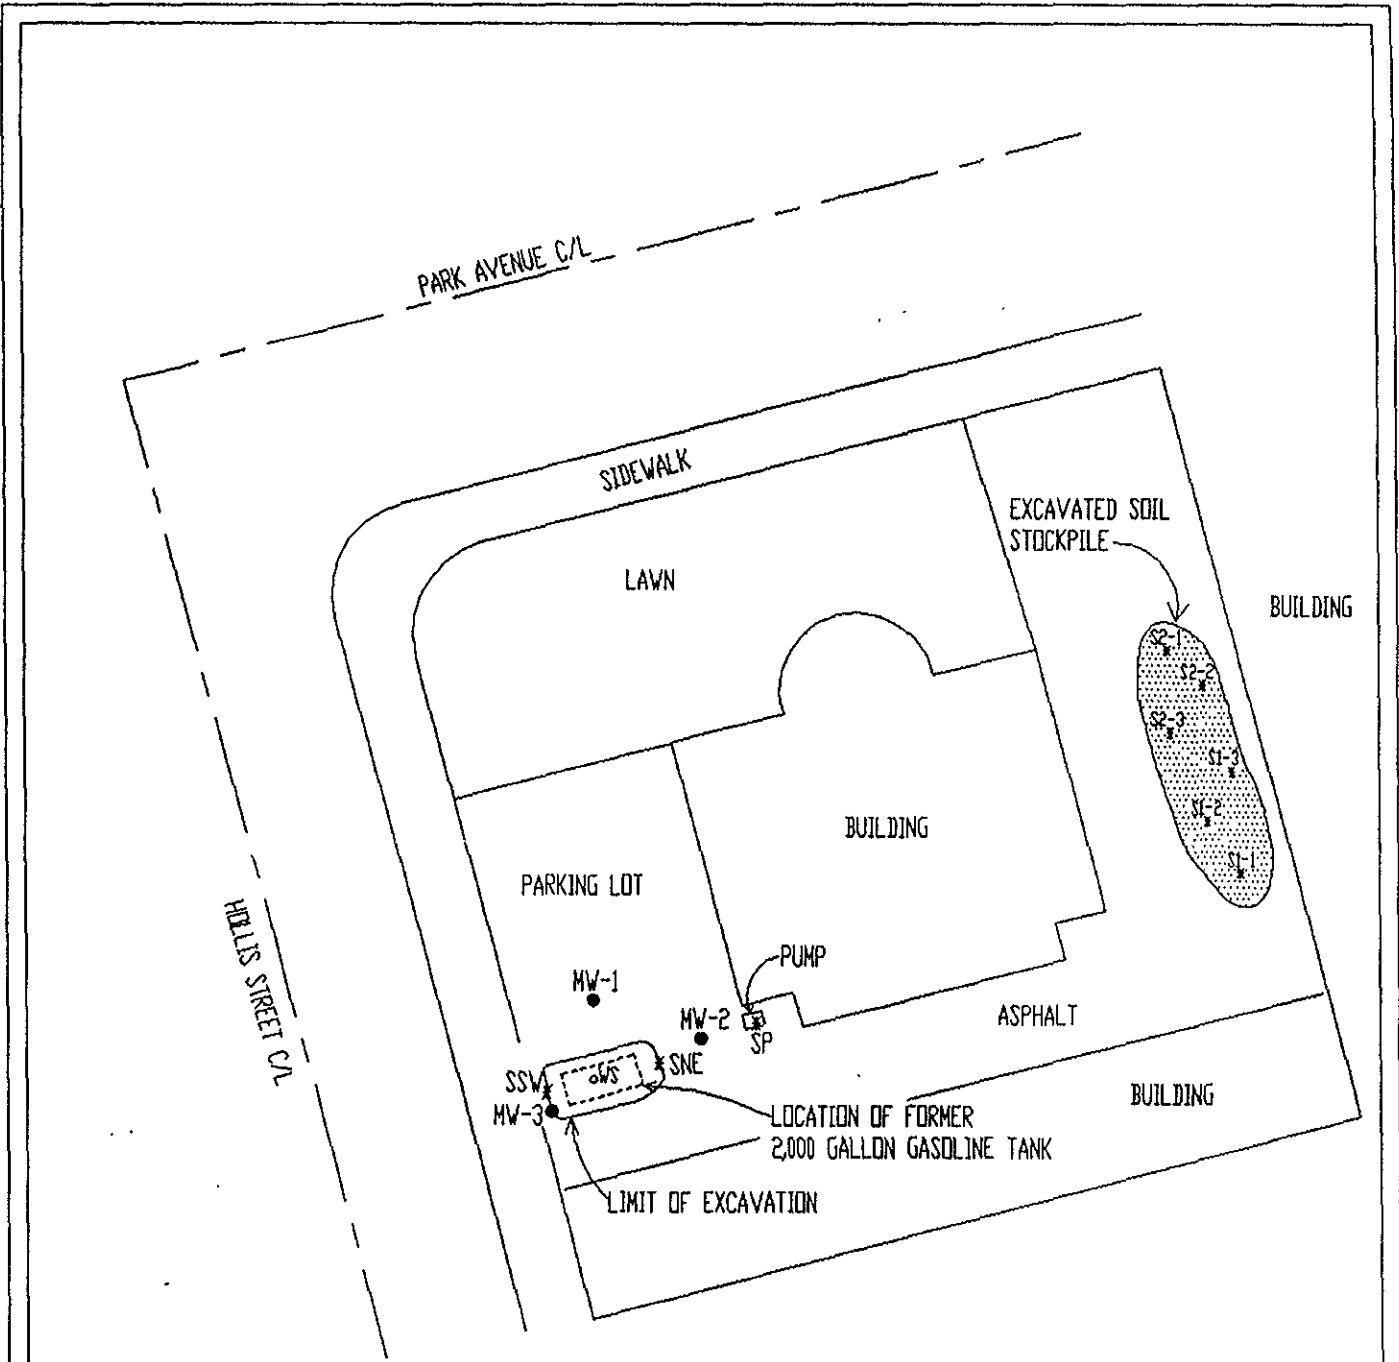 PARK AVENUE C/L
SIDEWALK
EXCAVATED SOIL
STOCKPILE
LAWN
BUILDING
S2-1
S2-2
S2-3
S1-3
S1-2
S1-1
BUILDING
PARKING LOT
HOLLIS STREET C/L
PUMP
MW-1
MW-2
SP
ASPHALT
SNE
SSW
WS
MW-3
BUILDING
LOCATION OF FORMER
2,000 GALLON GASOLINE TANK
LIMIT OF EXCAVATION